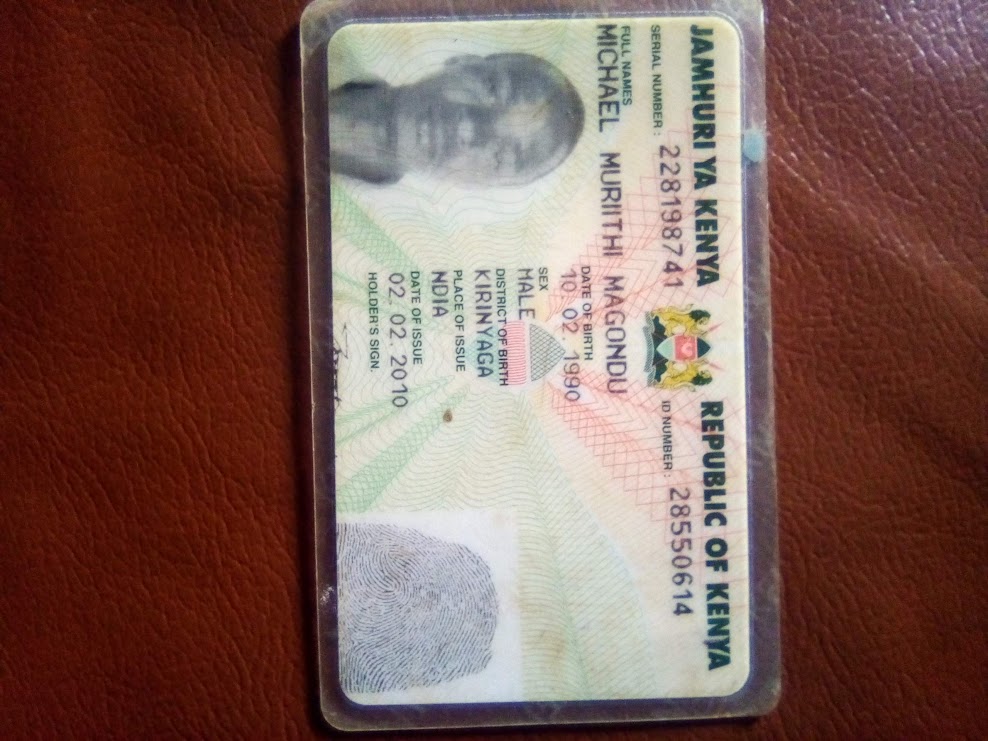 JAMHURI YA KENYA REPUBLIC OF KENYA
SERIAL NUMBER: 228198741 ID NUMBER: 28550614
FULL NAMES
MICHAEL MURIITHI MAGONDU
DATE OF BIRTH
10. 02. 1990
SEX
MALE
DISTRICT OF BIRTH
KIRINYAGA
PLACE OF ISSUE
NDIA
DATE OF ISSUE
02. 02. 2010
HOLDER'S SIGN.